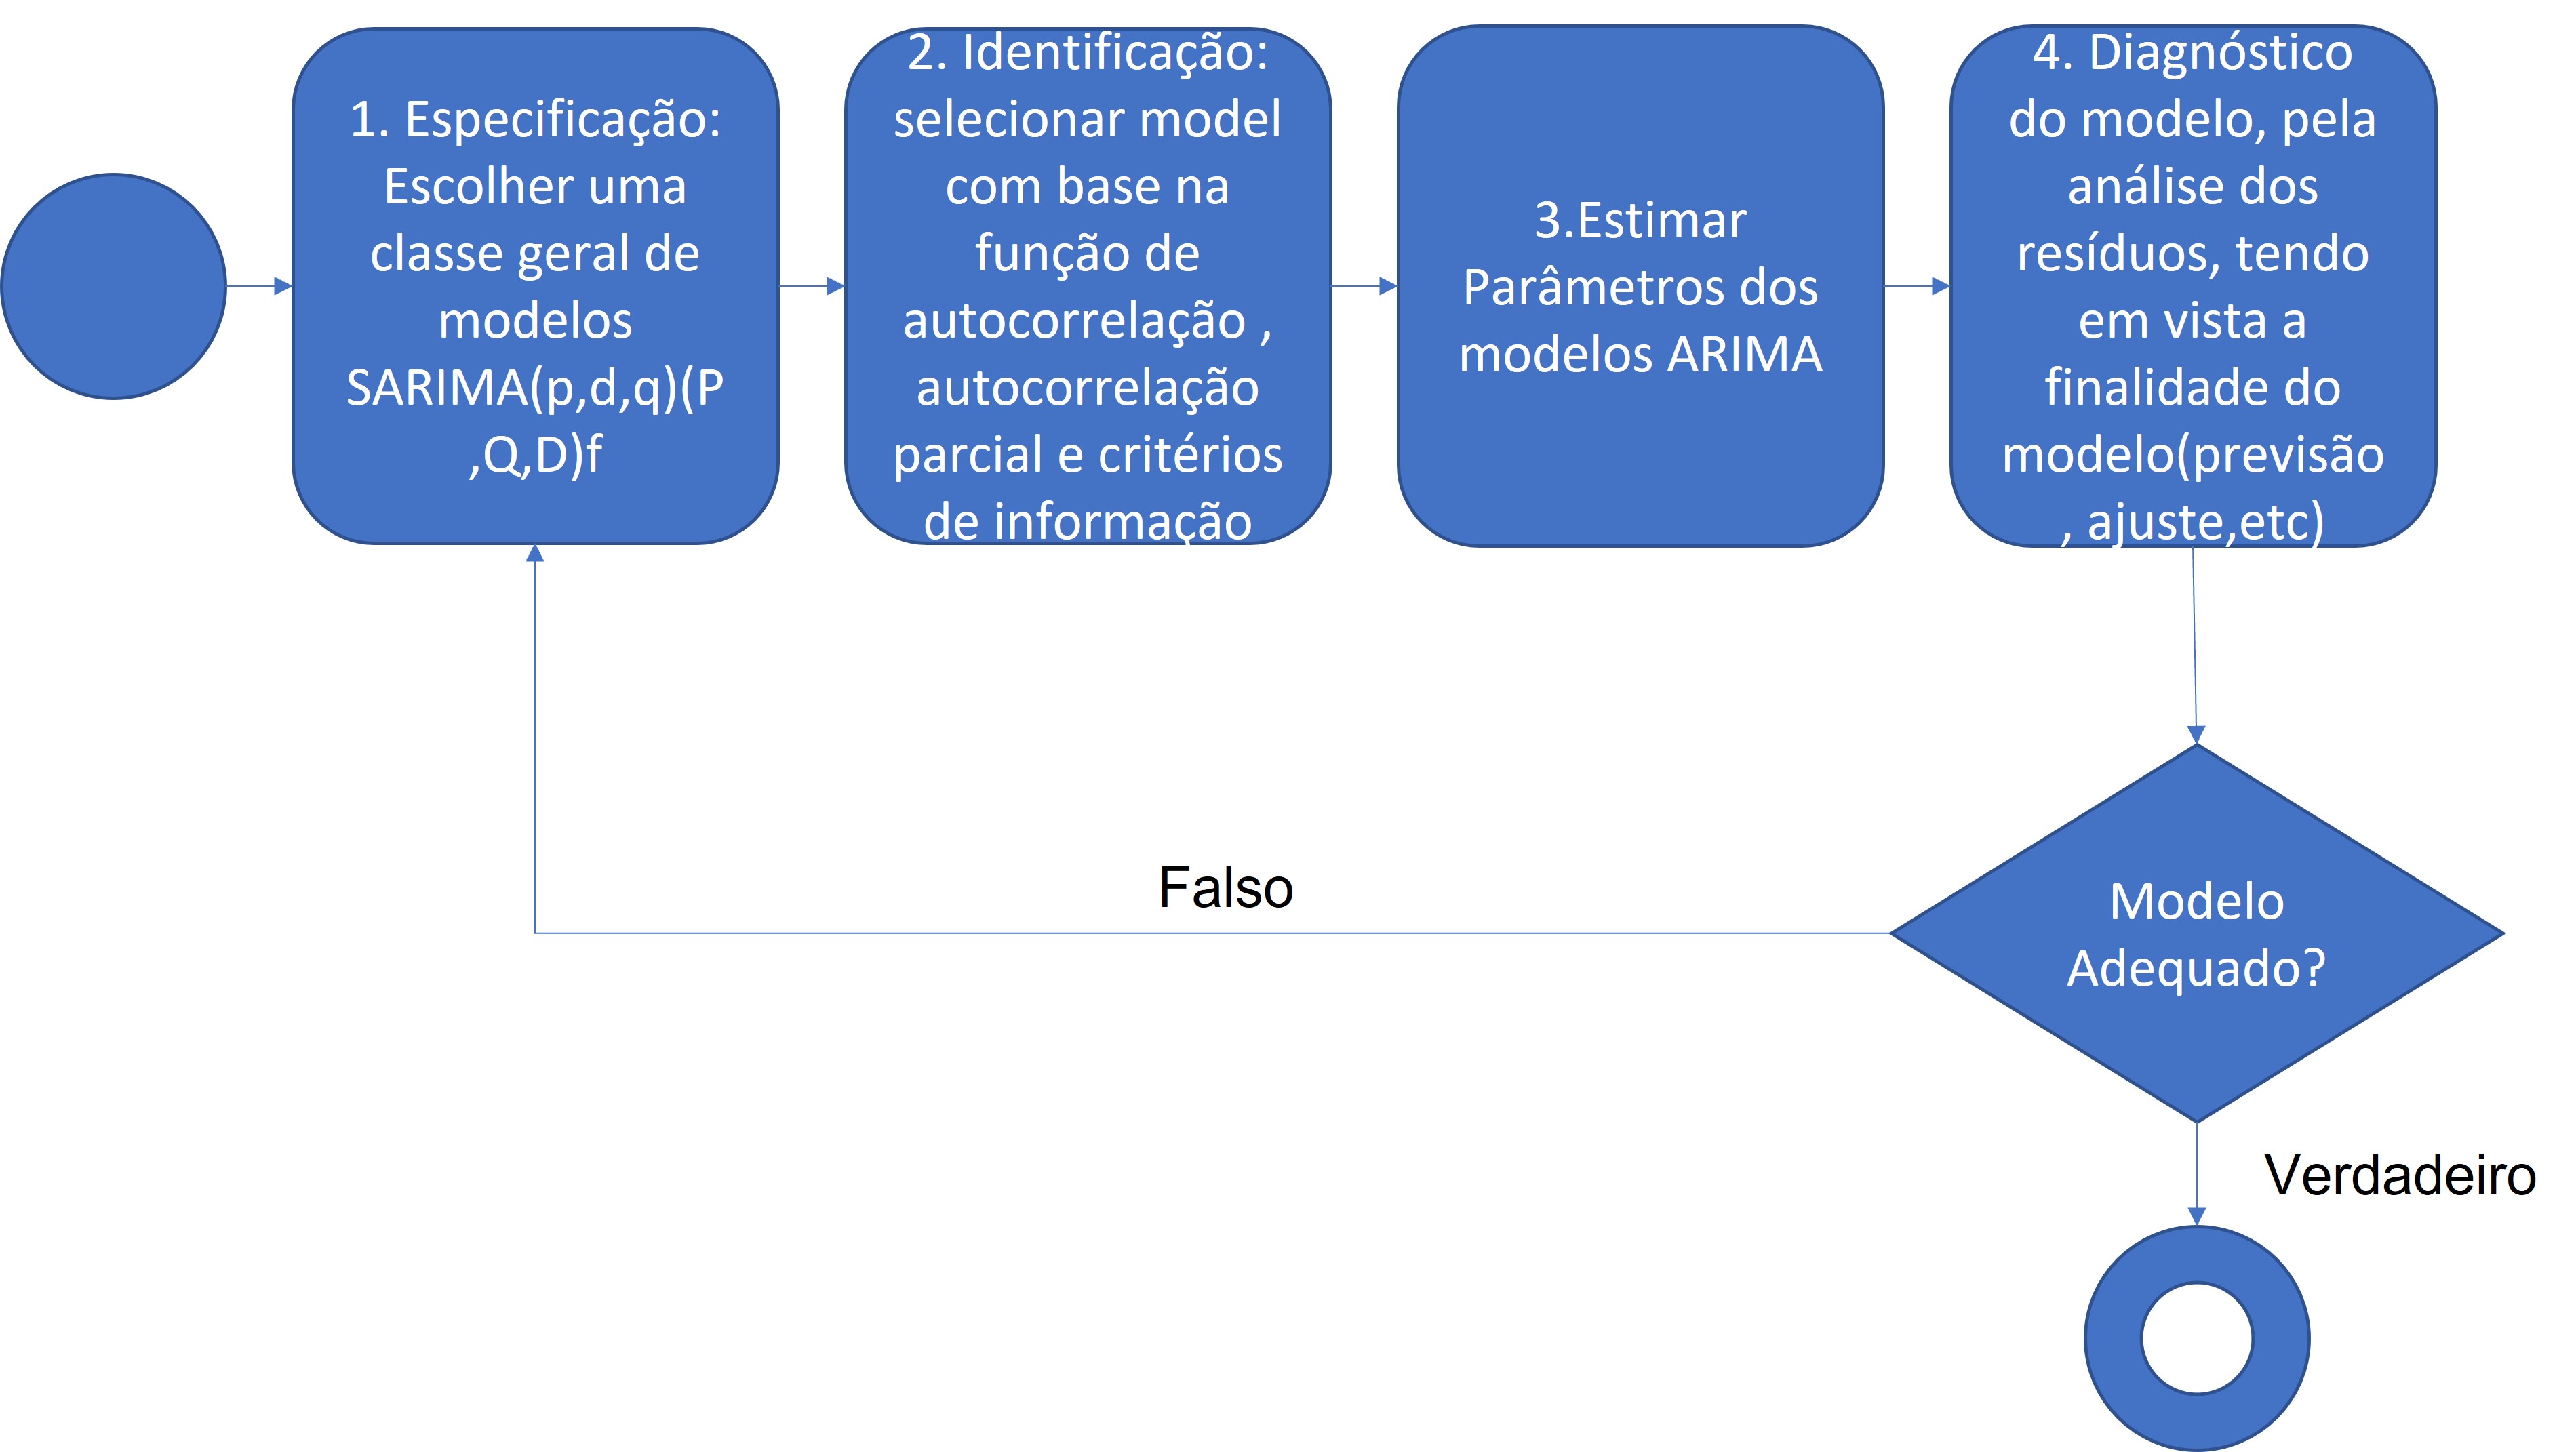 1. Especificação:
Escolher uma
classe geral de
modelos
SARIMA(p,d,q)(P
,Q,D)f
2. Identificação:
selecionar model
com base na
função de
autocorrelação ,
autocorrelação
parcial e critérios
de informação
3.Estimar
Parâmetros dos
modelos ARIMA
4. Diagnóstico
do modelo, pela
análise dos
resíduos, tendo
em vista a
finalidade do
modelo(previsão
, ajuste,etc)
Falso
Modelo
Adequado?
Verdadeiro